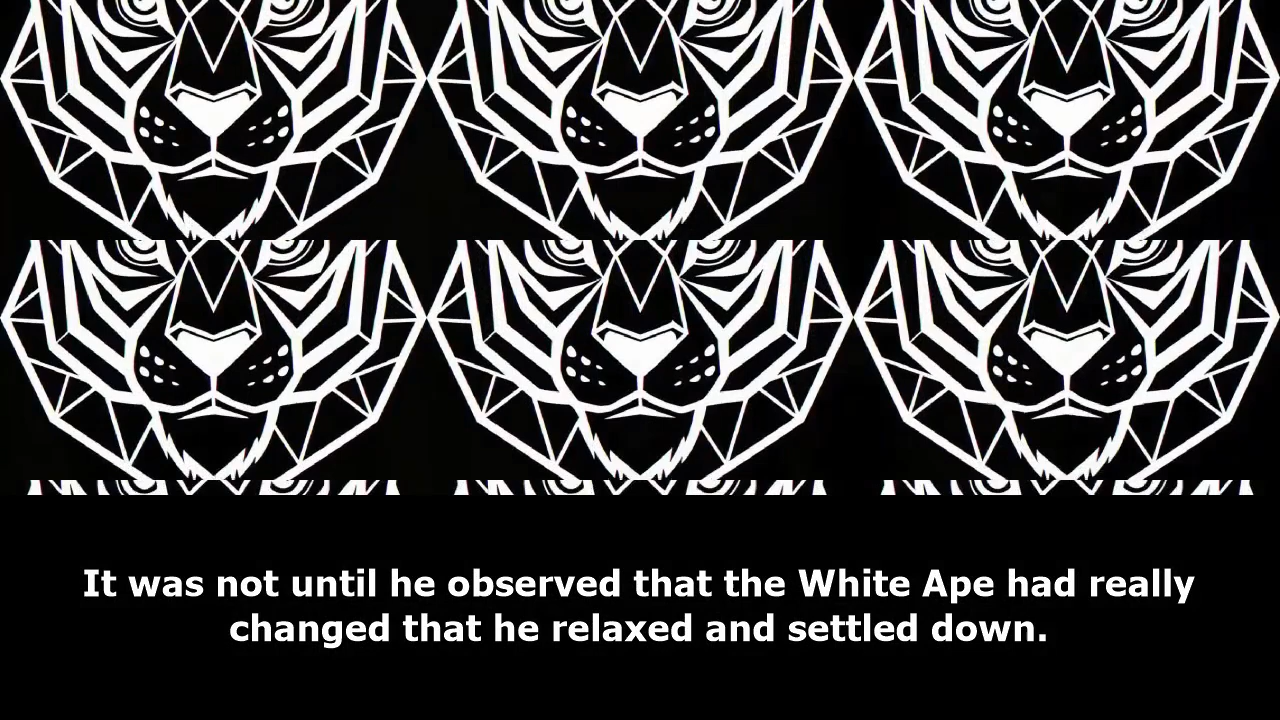 It was not until he observed that the White Ape had really
changed that he relaxed and settled down.